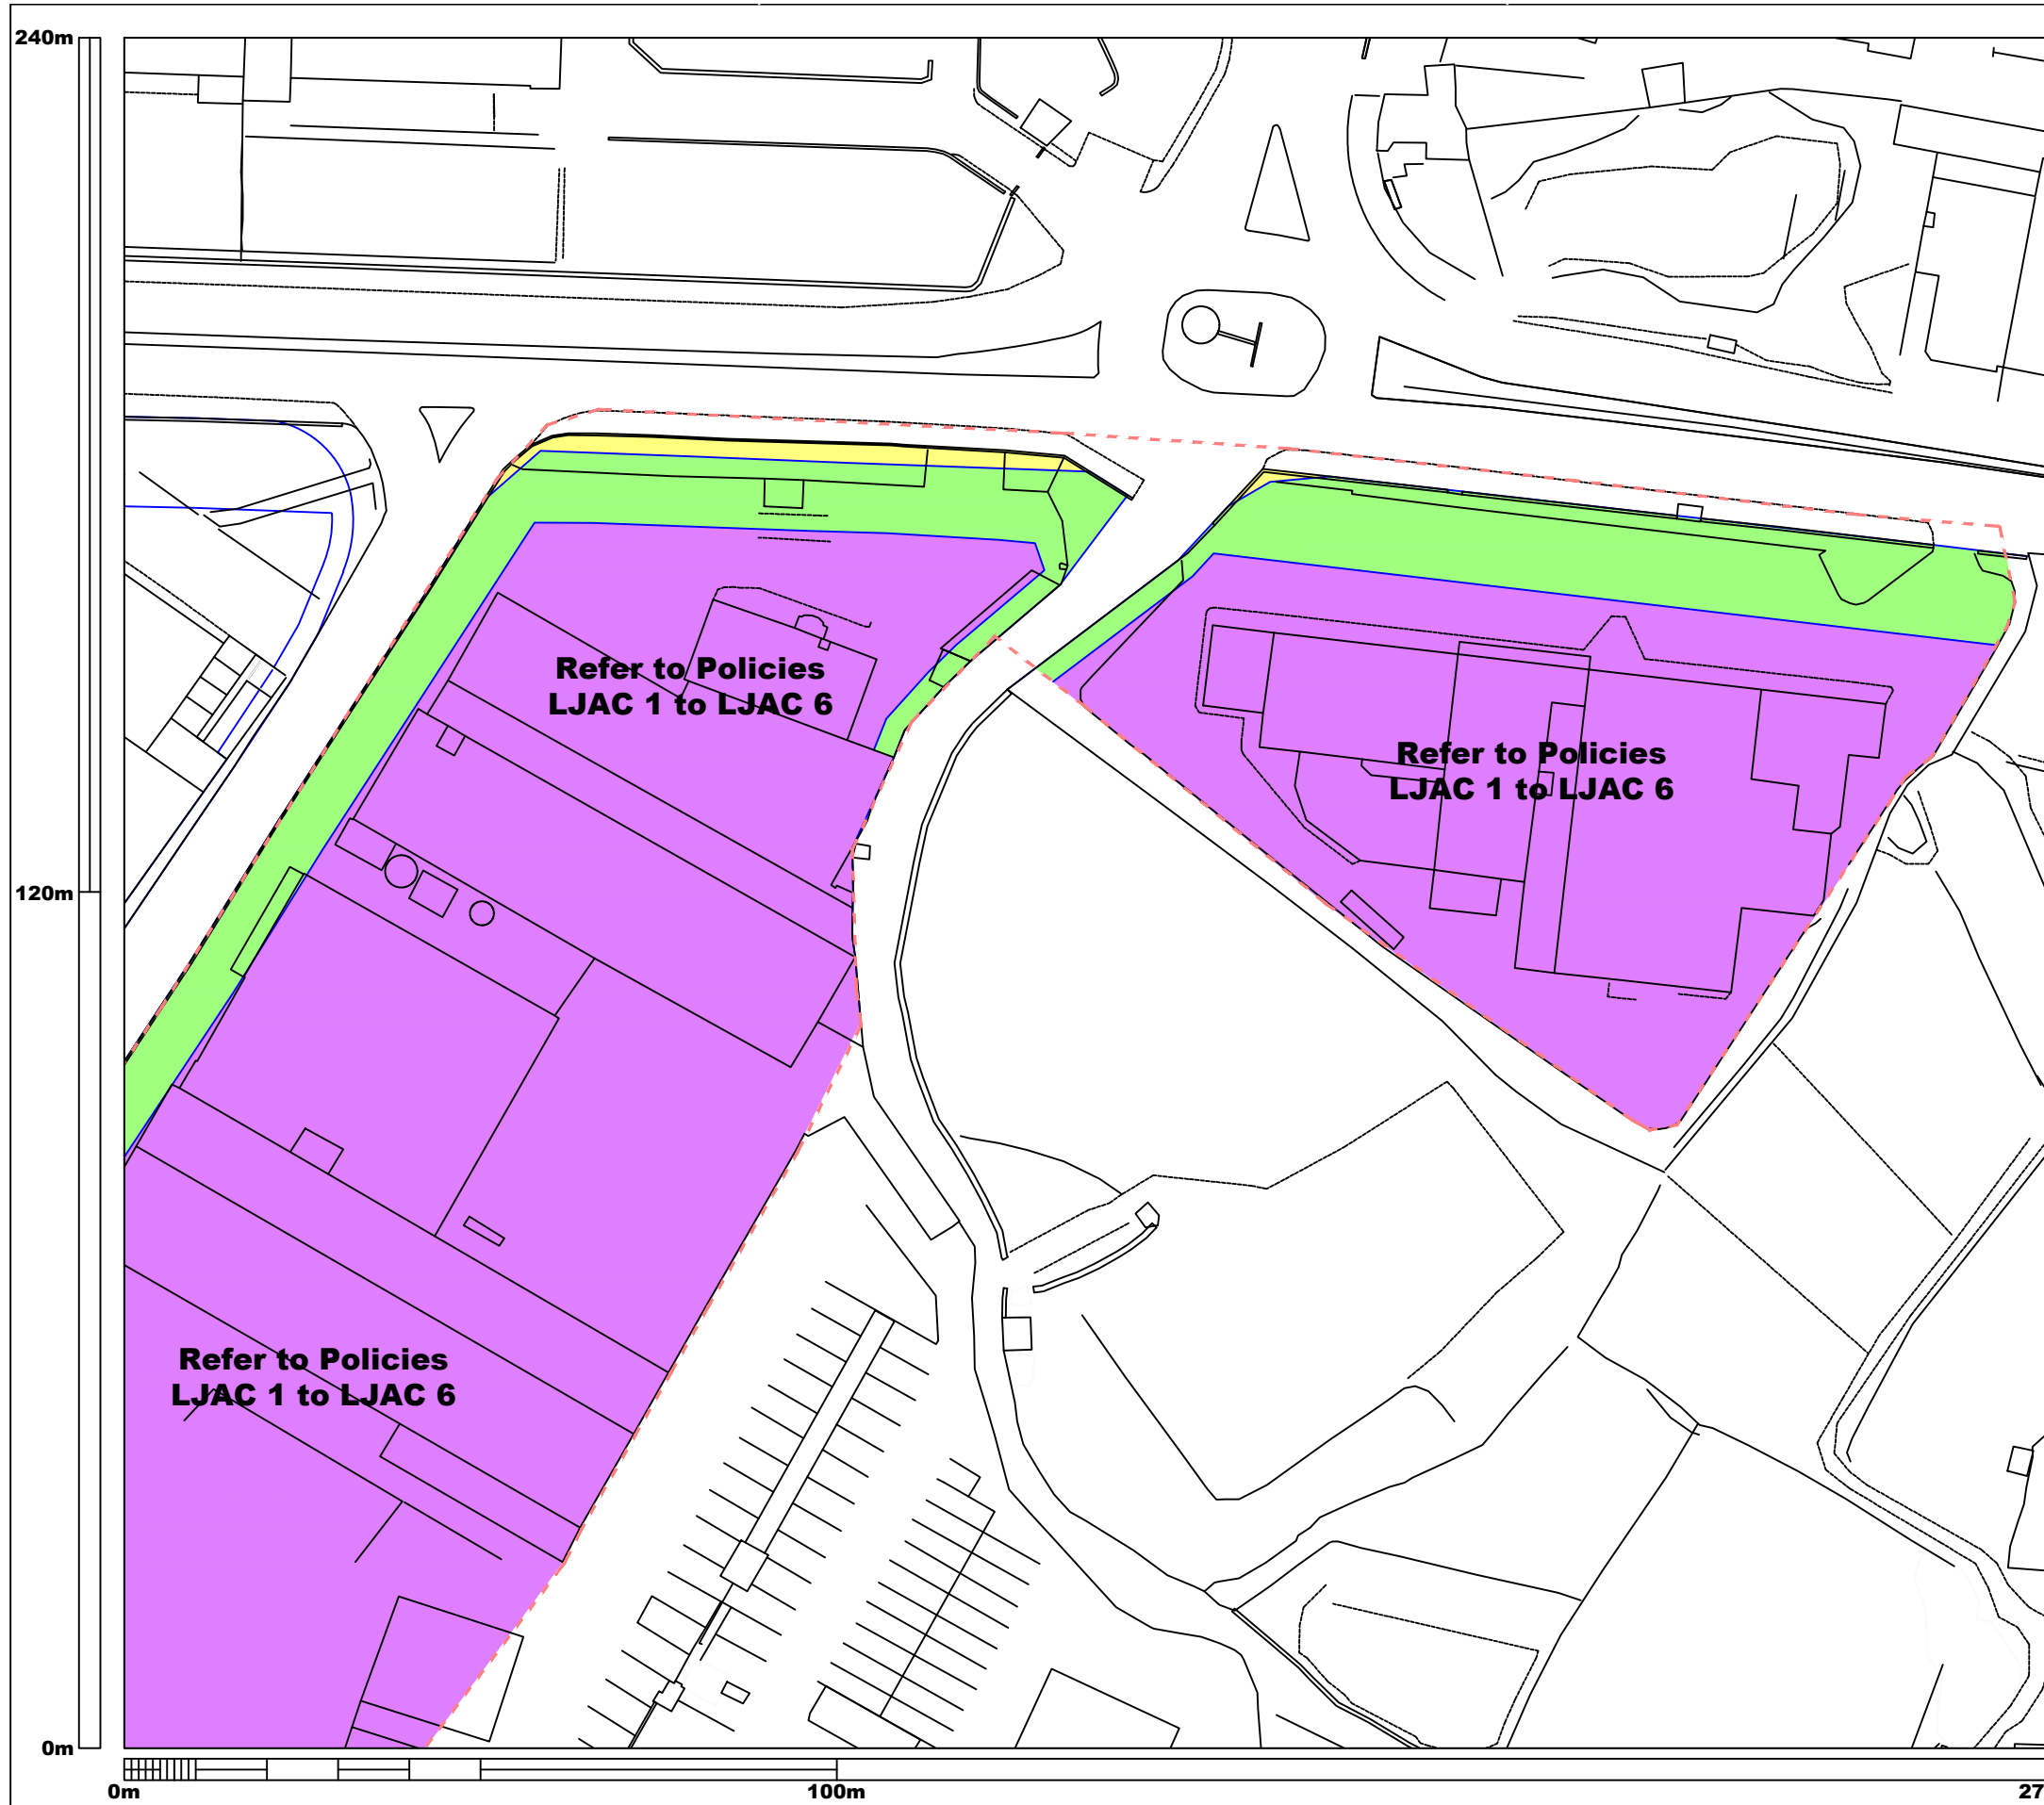 240m
Refer to Policies
LJAC 1 to LJAC 6
Refer to Policies
LJAC 1 to LJAC 6
120m
Refer to Policies
LJAC 1 to LJAC 6
0m
0m
100m
27